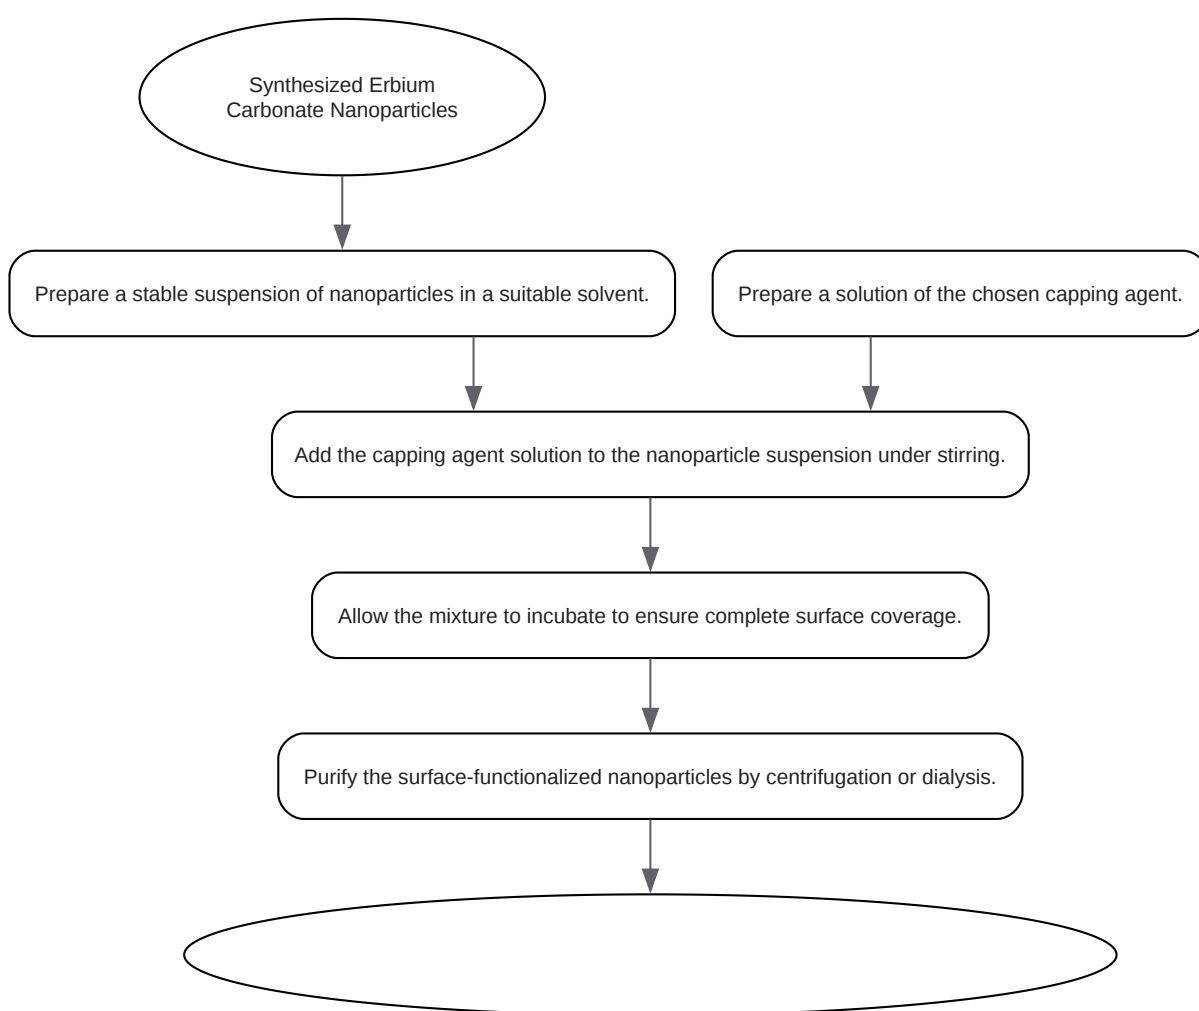 Synthesized Erbium
Carbonate Nanoparticles
Prepare a stable suspension of nanoparticles in a suitable solvent.
Prepare a solution of the chosen capping agent.
Add the capping agent solution to the nanoparticle suspension under stirring.
Allow the mixture to incubate to ensure complete surface coverage.
Purify the surface-functionalized nanoparticles by centrifugation or dialysis.